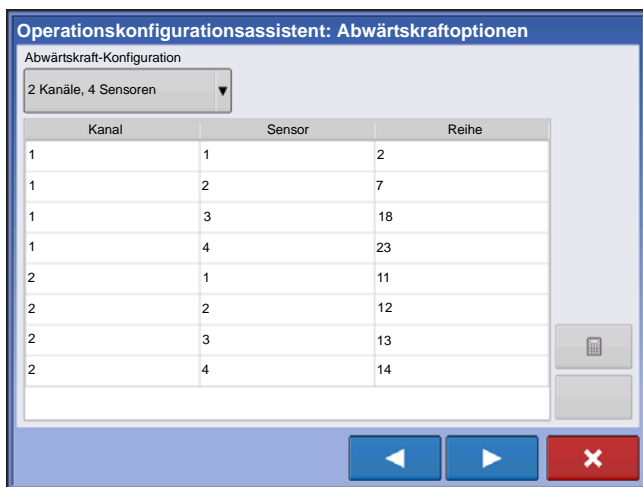 Operationskonfigurationsassistent: Abwärtskraftoptionen
Abwärtskraft-Konfiguration
2 Kanäle, 4 Sensoren
Kanal Sensor Reihe
1 1 2
1 2 7
1 3 18
1 4 23
2 1 11
2 2 12
2 3 13
2 4 14